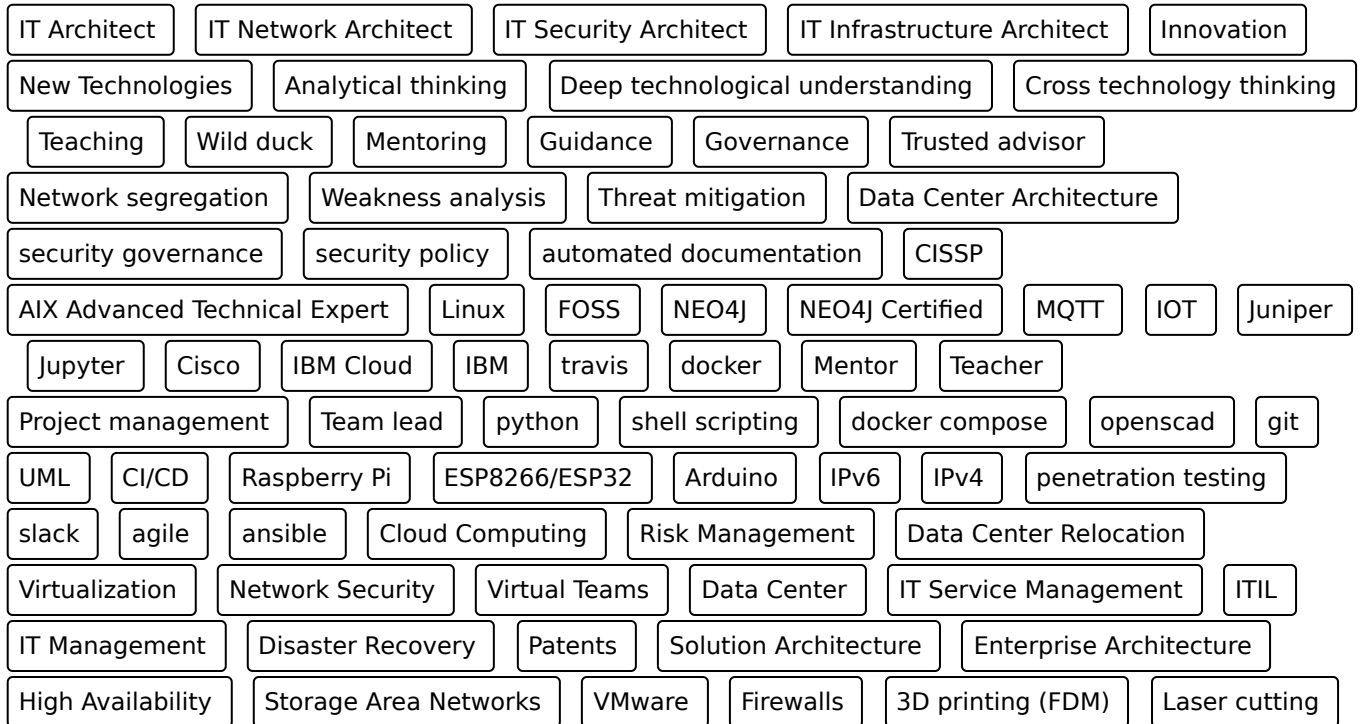 IT Architect IT Network Architect IT Security Architect IT Infrastructure Architect Innovation
New Technologies Analytical thinking Deep technological understanding Cross technology thinking
Teaching Wild duck Mentoring Guidance Governance Trusted advisor
Network segregation Weakness analysis Threat mitigation Data Center Architecture
security governance security policy automated documentation CISSP
AIX Advanced Technical Expert Linux FOSS NEO4J NEO4J Certified MQTT IOT Juniper
Jupyter Cisco IBM Cloud IBM travis docker Mentor Teacher
Project management Team lead python shell scripting docker compose openscad git
UML CI/CD Raspberry Pi ESP8266/ESP32 Arduino IPv6 IPv4 penetration testing
slack agile ansible Cloud Computing Risk Management Data Center Relocation
Virtualization Network Security Virtual Teams Data Center IT Service Management ITIL
IT Management Disaster Recovery Patents Solution Architecture Enterprise Architecture
High Availability Storage Area Networks VMware Firewalls 3D printing (FDM) Laser cutting